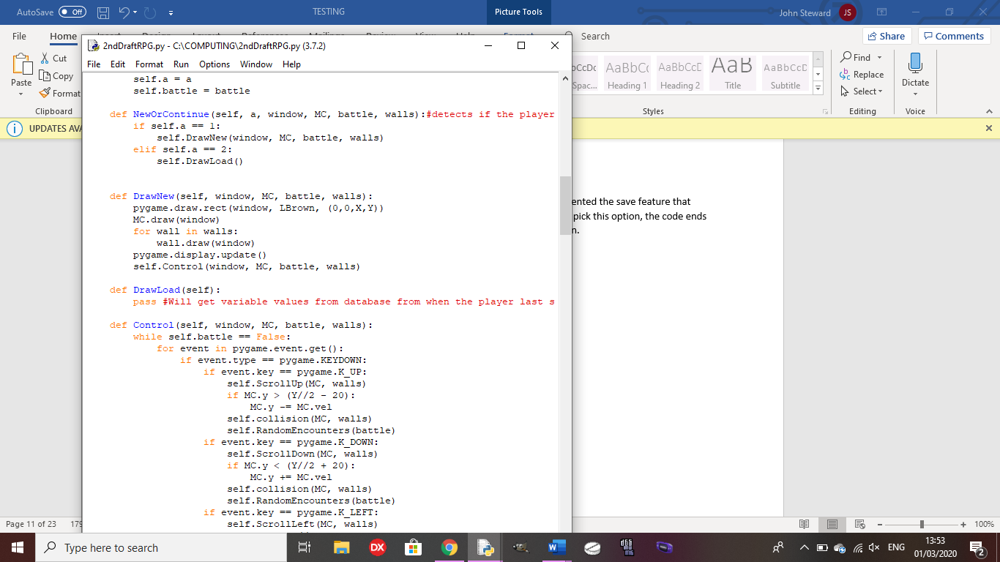 AutoSave Off TESTING Picture Tools John Steward JS
File Home Search Share Comments
Paste Cut Copy Format
Clipboard
Heading 1 Heading 2 Title Subtitle
AaBbCc AaBbCcE AaB AaBbCcD
Styles
Find Replace Select Editing
Dictate Voice
UPDATES AVA
2ndDraftRPG.py - C:\COMPUTING\2ndDraftRPG.py (3.7.2)
File Edit Format Run Options Window Help
self.a = a
self.battle = battle
def NewOrContinue(self, a, window, MC, battle, walls):#detects if the player
if self.a == 1:
self.DrawNew(window, MC, battle, walls)
elif self.a == 2:
self.DrawLoad()
def DrawNew(self, window, MC, battle, walls):
pygame.draw.rect(window, LBrown, (0,0,X,Y))
MC.draw(window)
for wall in walls:
wall.draw(window)
pygame.display.update()
self.Control(window, MC, battle, walls)
def DrawLoad(self):
pass #Will get variable values from database from when the player last s
def Control(self, window, MC, battle, walls):
while self.battle == False:
for event in pygame.event.get():
if event.type == pygame.KEYDOWN:
if event.key == pygame.K_UP:
self.ScrollUp(MC, walls)
if MC.y > (Y//2 - 20):
MC.y -= MC.vel
self.collision(MC, walls)
self.RandomEncounters(battle)
if event.key == pygame.K_DOWN:
self.ScrollDown(MC, walls)
if MC.y < (Y//2 + 20):
MC.y += MC.vel
self.collision(MC, walls)
self.RandomEncounters(battle)
if event.key == pygame.K_LEFT:
self.ScrollLeft(MC, walls)
ented the save feature that
pick this option, the code ends
n.
Page 11 of 23 179 100%
Type here to search
DX
ENG 13:53
01/03/2020
2